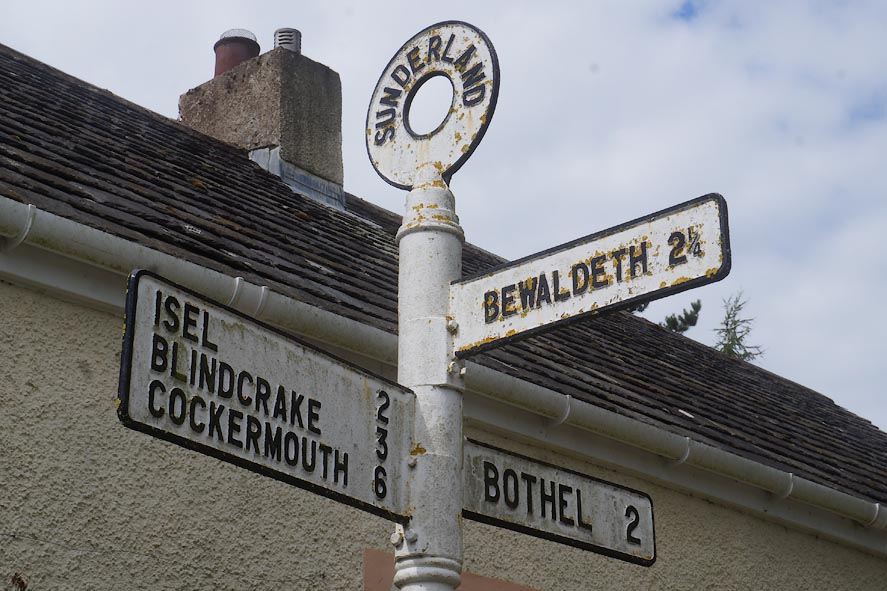 SUNDERLAND
BEWALDETH 2¼
ISEL 2
BLINDCRAKE 3
COCKERMOUTH 6
BOTHEL 2